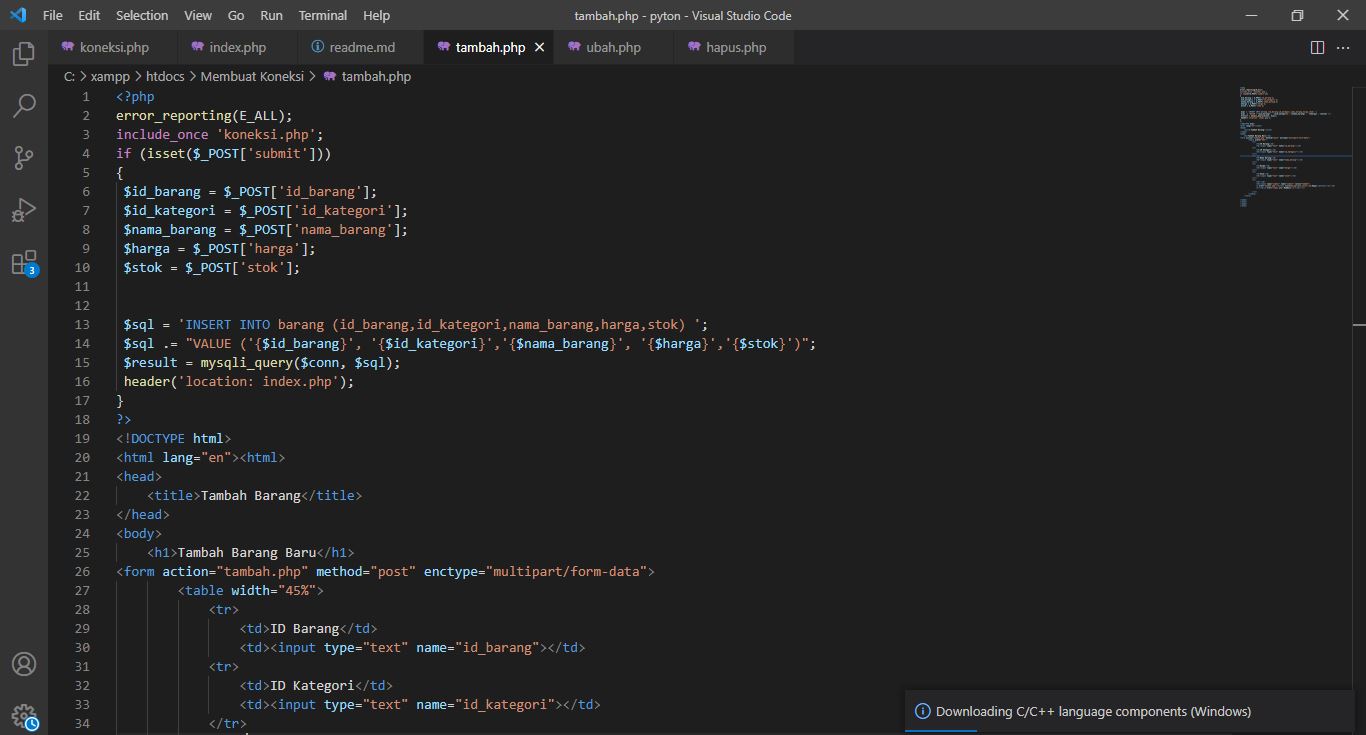 File Edit Selection View Go Run Terminal Help tambah.php - pyton - Visual Studio Code
koneksi.php index.php readme.md tambah.php ubah.php hapus.php
C: > xampp > htdocs > Membuat Koneksi > tambah.php
1 <?php
2 error_reporting(E_ALL);
3 include_once 'koneksi.php';
4 if (isset($_POST['submit']))
5 {
6 $id_barang = $_POST['id_barang'];
7 $id_kategori = $_POST['id_kategori'];
8 $nama_barang = $_POST['nama_barang'];
9 $harga = $_POST['harga'];
10 $stok = $_POST['stok'];
11
12
13 $sql = 'INSERT INTO barang (id_barang,id_kategori,nama_barang,harga,stok) ';
14 $sql .= "VALUE ('{$id_barang}', '{$id_kategori}','{$nama_barang}', '{$harga}','{$stok}')";
15 $result = mysqli_query($conn, $sql);
16 header('location: index.php');
17 }
18 ?>
19 <!DOCTYPE html>
20 <html lang="en"><html>
21 <head>
22 <title>Tambah Barang</title>
23 </head>
24 <body>
25 <h1>Tambah Barang Baru</h1>
26 <form action="tambah.php" method="post" enctype="multipart/form-data">
27 <table width="45%">
28 <tr>
29 <td>ID Barang</td>
30 <td><input type="text" name="id_barang"></td>
31 <tr>
32 <td>ID Kategori</td>
33 <td><input type="text" name="id_kategori"></td>
34 </tr>
3
Downloading C/C++ language components (Windows)